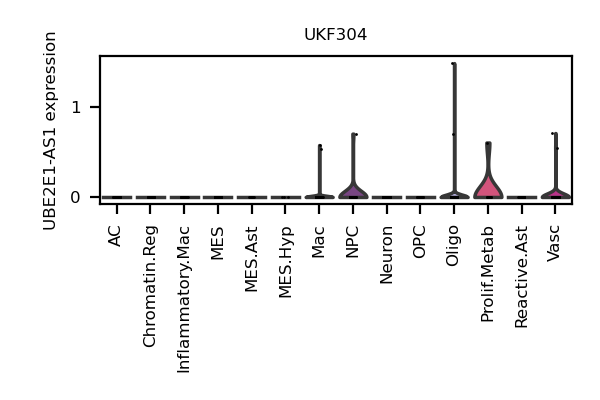 UKF304
UBE2E1-AS1 expression
1
0
AC
Chromatin.Reg
Inflammatory.Mac
MES
MES.Ast
MES.Hyp
Mac
NPC
Neuron
OPC
Oligo
Prolif.Metab
Reactive.Ast
Vasc